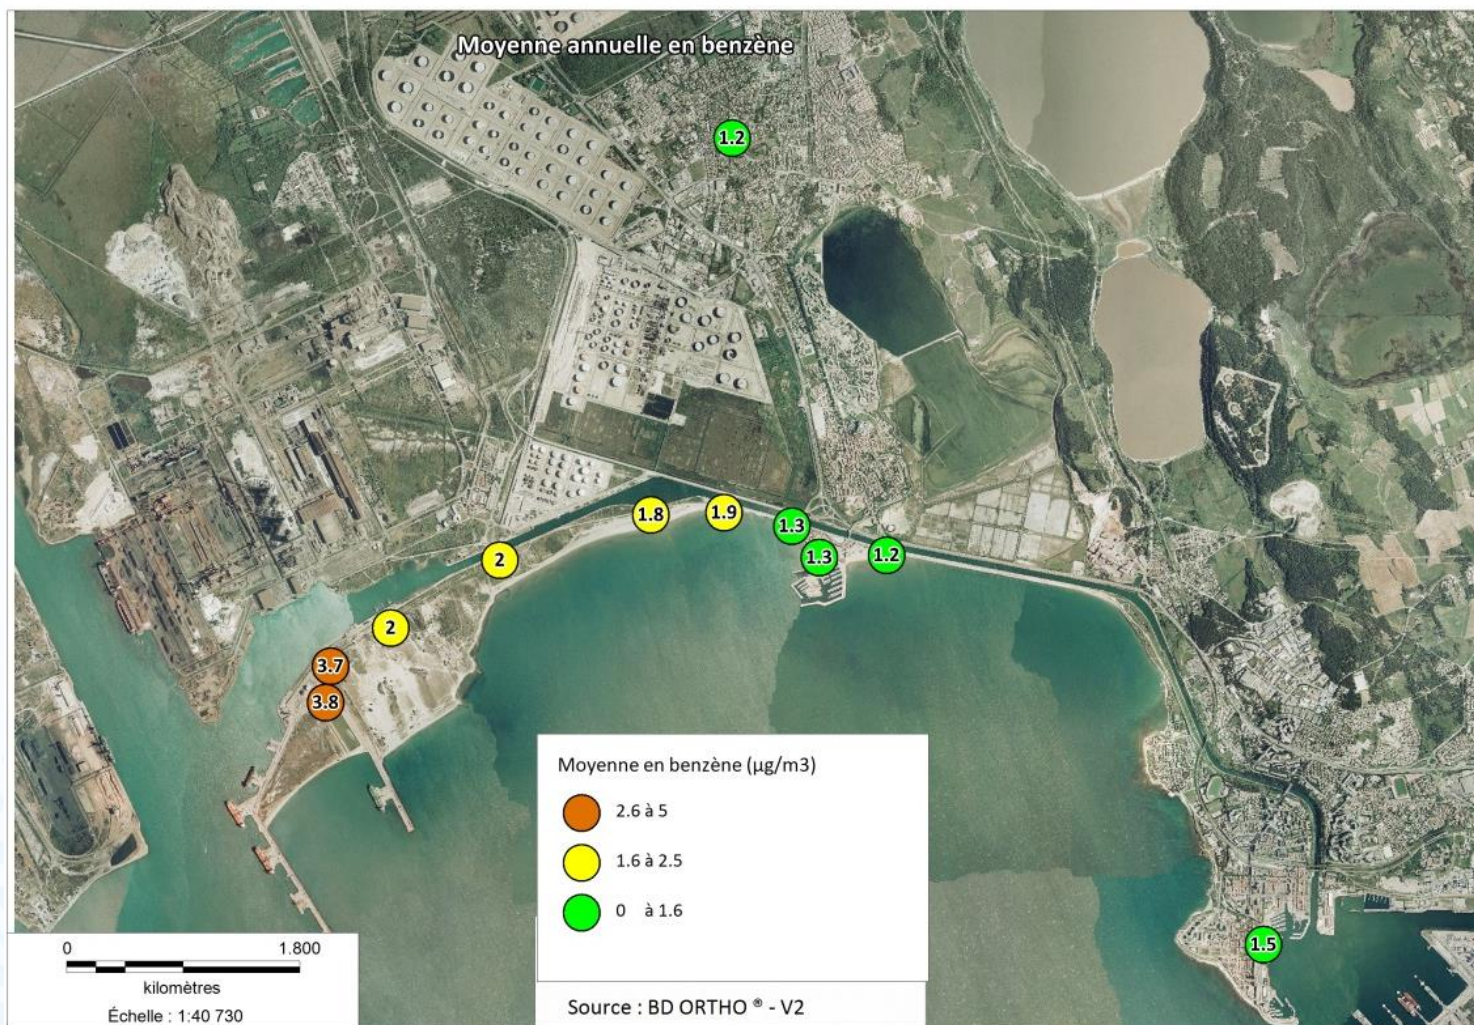 Moyenne annuelle en benzène
1.2
1.8
1.9
1.3
1.3
1.2
2
2
3.7
3.8
1.5
Moyenne en benzène (µg/m3)
2.6 à 5
1.6 à 2.5
0 à 1.6
0 1.800
kilomètres
Échelle : 1:40 730
Source : BD ORTHO ® - V2